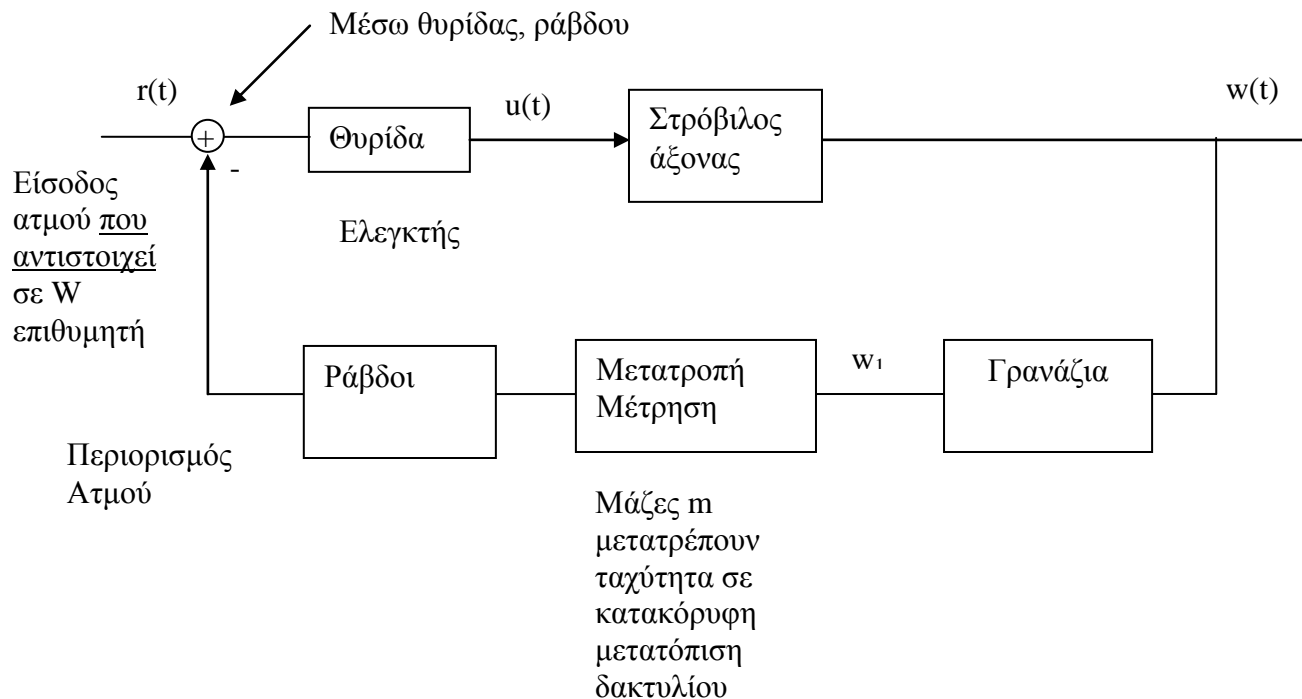 Μέσω θυρίδας, ράβδου
r(t)
+
-
Θυρίδα
u(t)
Στρόβιλος
άξονας
w(t)
Είσοδος
ατμού που
αντιστοιχεί
σε W
επιθυμητή
Ελεγκτής
Ράβδοι
Μετατροπή
Μέτρηση
w₁
Γρανάζια
Περιορισμός
Ατμού
Μάζες m
μετατρέπουν
ταχύτητα σε
κατακόρυφη
μετατόπιση
δακτυλίου